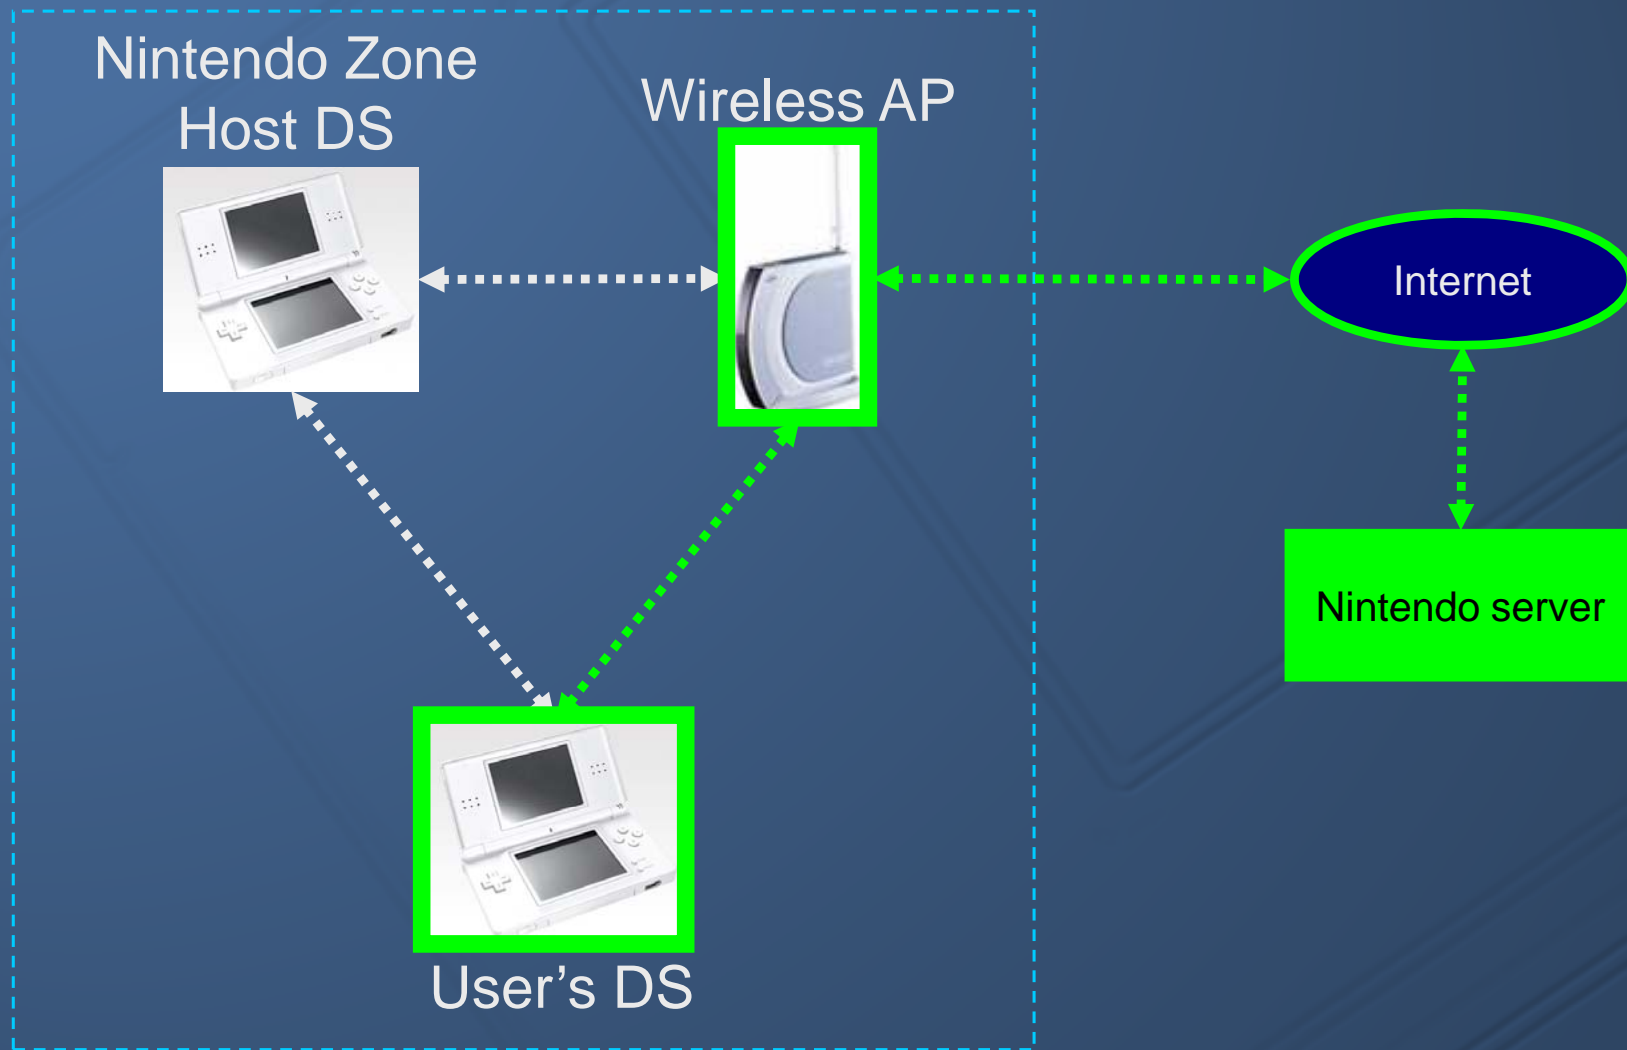 Nintendo Zone
Host DS
Wireless AP
Internet
Nintendo server
User’s DS